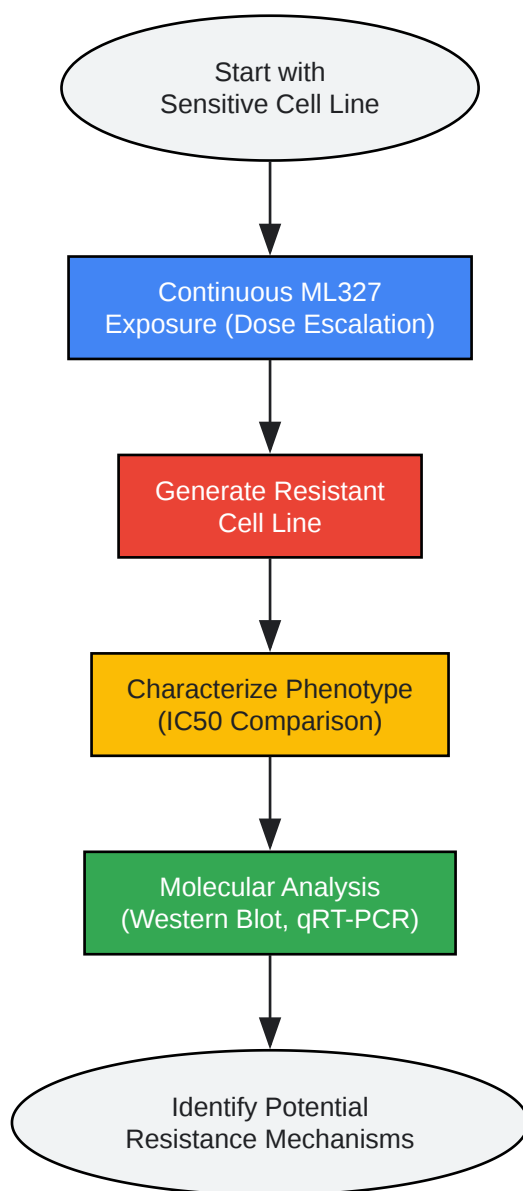 Start with
Sensitive Cell Line
Continuous ML327
Exposure (Dose Escalation)
Generate Resistant
Cell Line
Characterize Phenotype
(IC50 Comparison)
Molecular Analysis
(Western Blot, qRT-PCR)
Identify Potential
Resistance Mechanisms